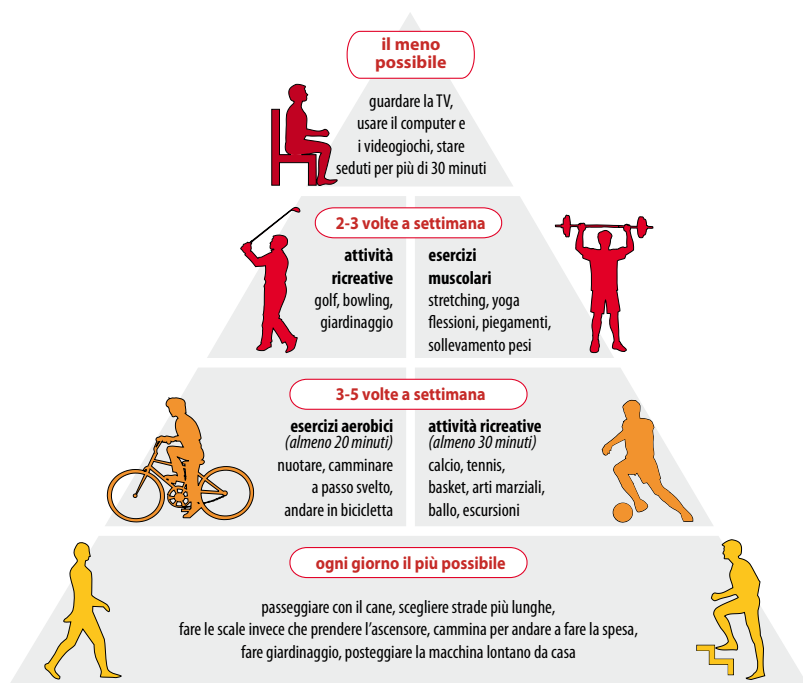 il meno
possibile
guardare la TV,
usare il computer e
i videogiochi, stare
seduti per più di 30 minuti
2-3 volte a settimana
attività
ricreative
golf, bowling,
giardinaggio
esercizi
muscolari
stretching, yoga
flessioni, piegamenti,
sollevamento pesi
3-5 volte a settimana
esercizi aerobici
(almeno 20 minuti)
nuotare, camminare
a passo svelto,
andare in bicicletta
attività ricreative
(almeno 30 minuti)
calcio, tennis,
basket, arti marziali,
ballo, escursioni
ogni giorno il più possibile
passeggiare con il cane, scegliere strade più lunghe,
fare le scale invece che prendere l'ascensore, cammina per andare a fare la spesa,
fare giardinaggio, posteggiare la macchina lontano da casa